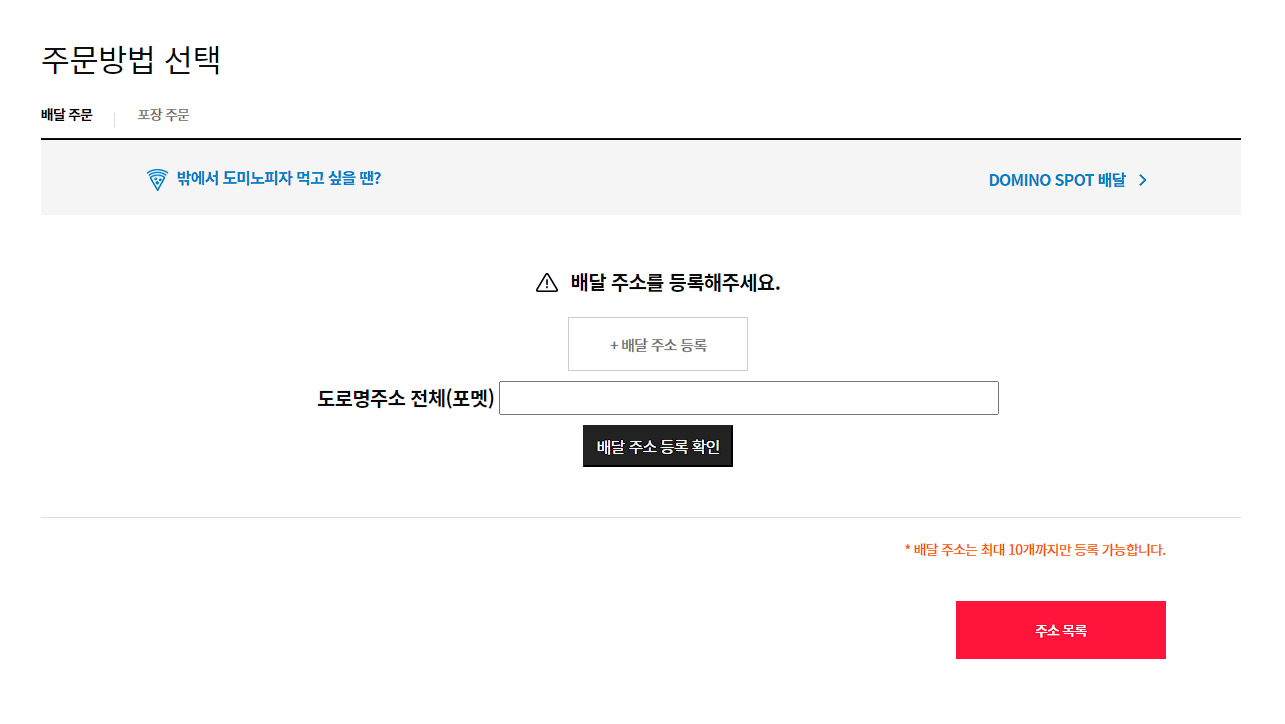 주문방법 선택
배달 주문
포장 주문
밖에서 도미노피자 먹고 싶을 땐?
DOMINO SPOT 배달
배달 주소를 등록해주세요.
+ 배달 주소 등록
도로명주소 전체(포멧)
배달 주소 등록 확인
* 배달 주소는 최대 10개까지만 등록 가능합니다.
주소 목록